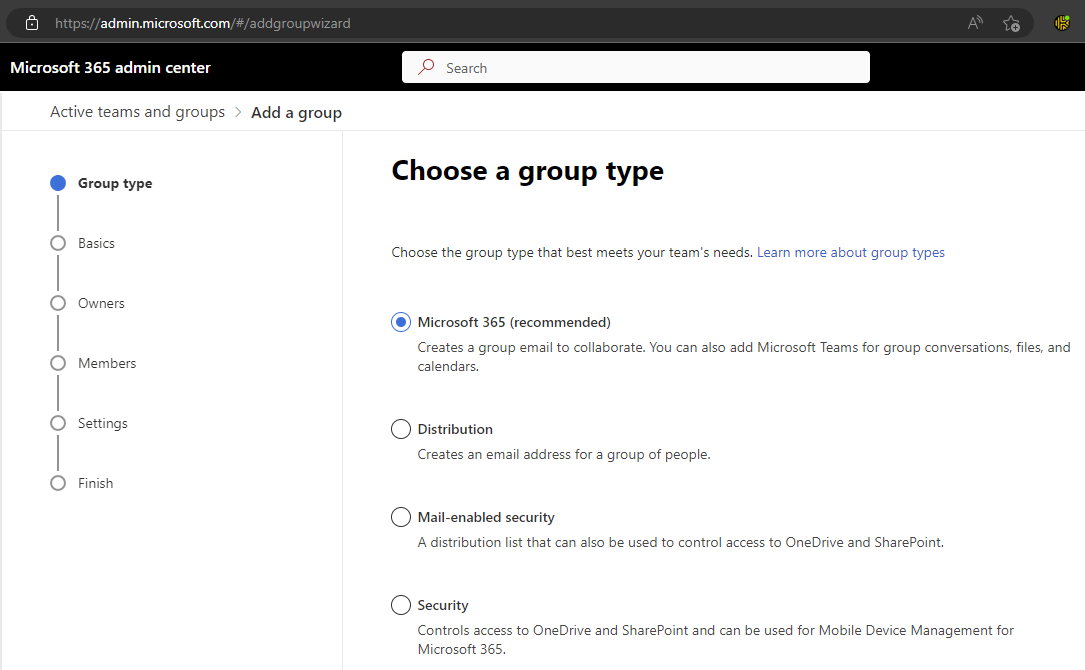 https://admin.microsoft.com/#/addgroupwizard
Microsoft 365 admin center
Search
Active teams and groups > Add a group
Group type
Basics
Owners
Members
Settings
Finish
Choose a group type
Choose the group type that best meets your team's needs. Learn more about group types
Microsoft 365 (recommended)
Creates a group email to collaborate. You can also add Microsoft Teams for group conversations, files, and
calendars.
Distribution
Creates an email address for a group of people.
Mail-enabled security
A distribution list that can also be used to control access to OneDrive and SharePoint.
Security
Controls access to OneDrive and SharePoint and can be used for Mobile Device Management for
Microsoft 365.